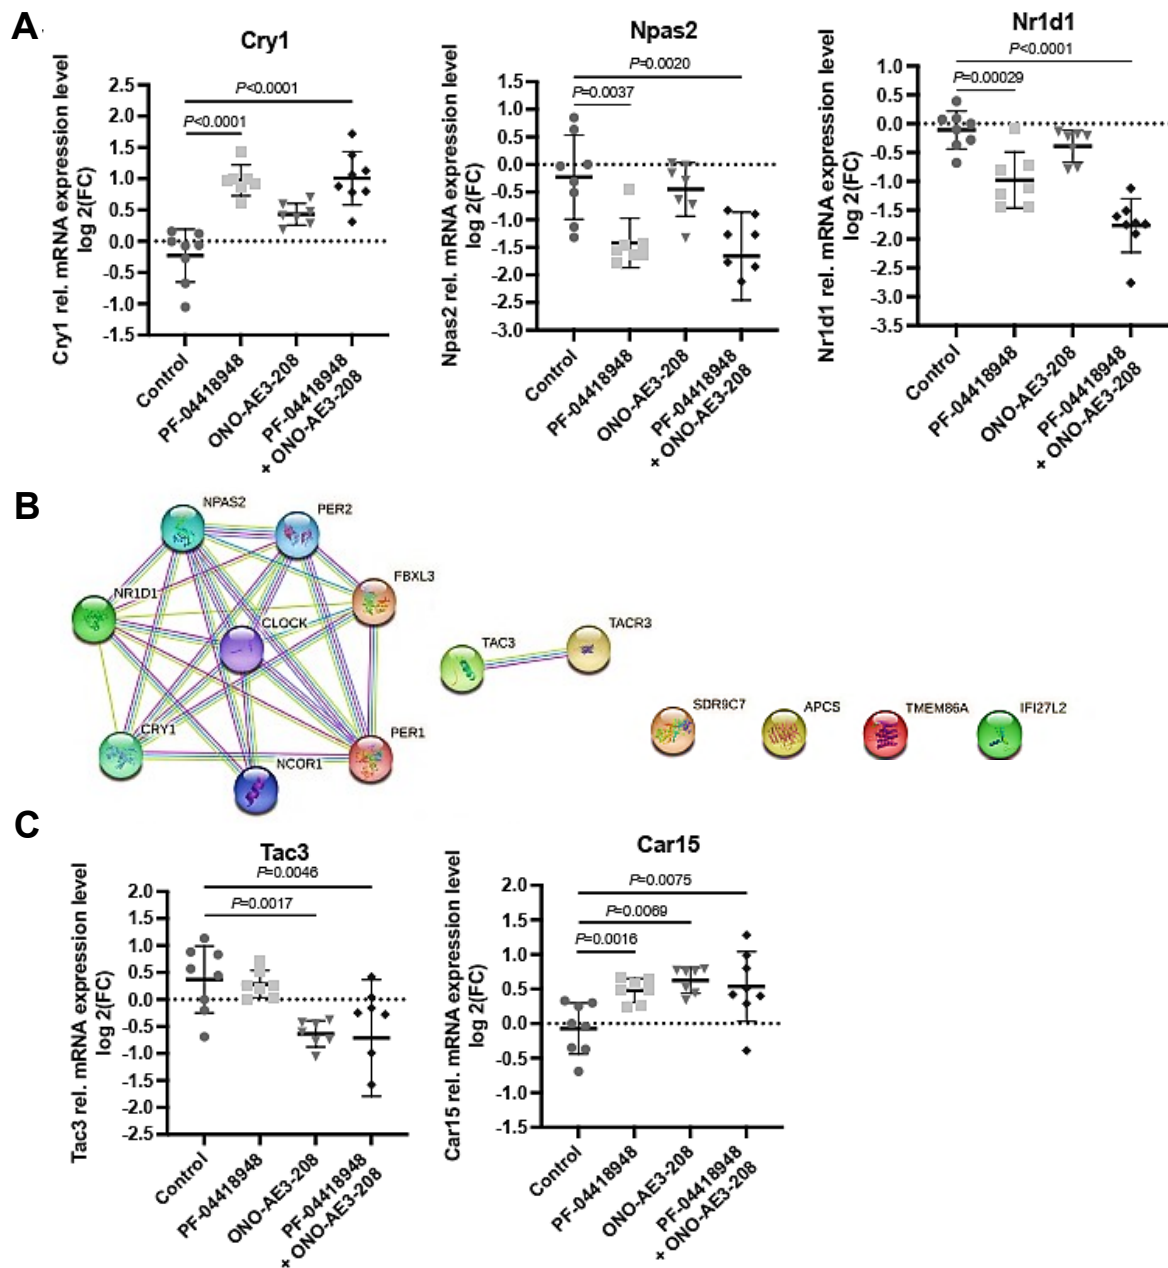 A
Cry1
Cry1 rel. mRNA expression level
log 2(FC)
2.5
2.0
1.5
1.0
0.5
0.0
-0.5
-1.0
-1.5
P<0.0001
P<0.0001
Control
PF-04418948
ONO-AE3-208
PF-04418948
+ ONO-AE3-208
Npas2
Npas2 rel. mRNA expression level
log 2(FC)
1.5
1.0
0.5
0.0
-0.5
-1.0
-1.5
-2.0
-2.5
-3.0
P=0.0020
P=0.0037
Control
PF-04418948
ONO-AE3-208
PF-04418948
+ ONO-AE3-208
Nr1d1
Nr1d1 rel. mRNA expression level
log 2(FC)
1.0
0.5
0.0
-0.5
-1.0
-1.5
-2.0
-2.5
-3.0
-3.5
P<0.0001
P=0.00029
Control
PF-04418948
ONO-AE3-208
PF-04418948
+ ONO-AE3-208
B
NPAS2
PER2
FBXL3
NR1D1
CLOCK
CRY1
PER1
NCOR1
TAC3
TACR3
SDR9C7
APCS
TMEM86A
IFI27L2
C
Tac3
Tac3 rel. mRNA expression level
log 2(FC)
2.0
1.5
1.0
0.5
0.0
-0.5
-1.0
-1.5
-2.0
-2.5
P=0.0046
P=0.0017
Control
PF-04418948
ONO-AE3-208
PF-04418948
+ ONO-AE3-208
Car15
Car15 rel. mRNA expression level
log 2(FC)
2.0
1.5
1.0
0.5
0.0
-0.5
-1.0
-1.5
P=0.0075
P=0.0069
P=0.0016
Control
PF-04418948
ONO-AE3-208
PF-04418948
+ ONO-AE3-208